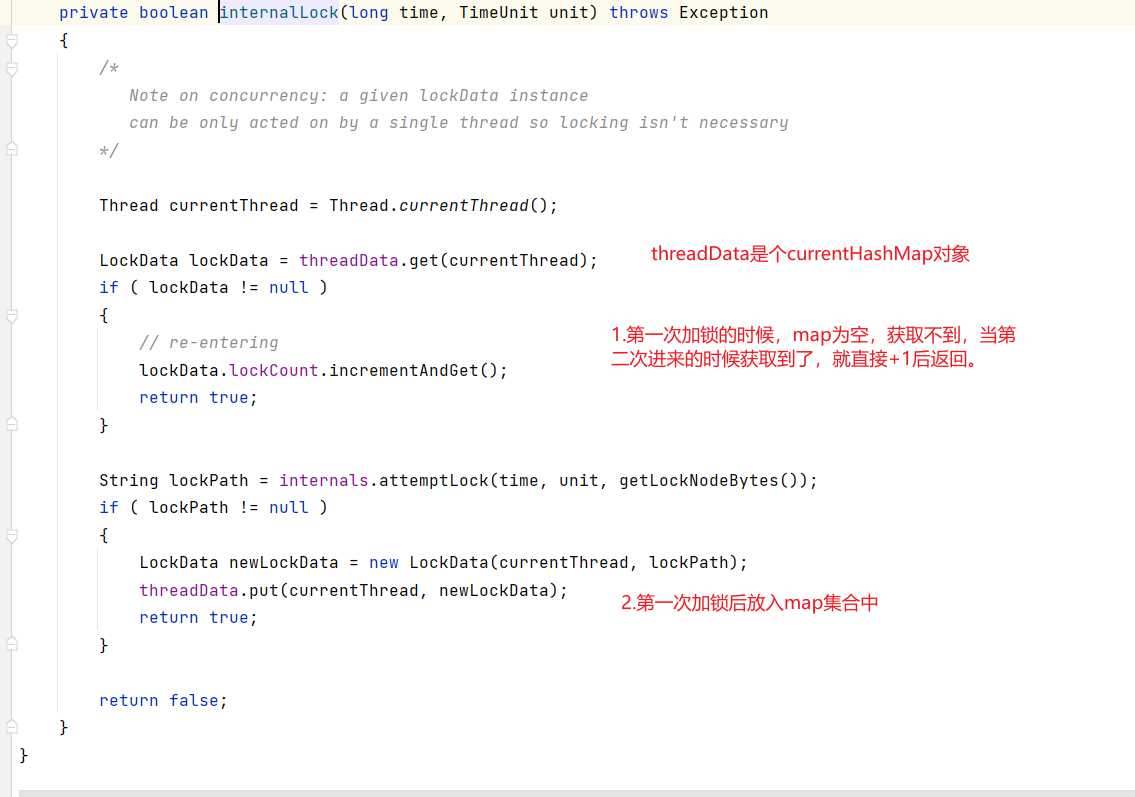 private boolean internalLock(long time, TimeUnit unit) throws Exception
{
/*
Note on concurrency: a given lockData instance
can be only acted on by a single thread so locking isn't necessary
*/
Thread currentThread = Thread.currentThread();
LockData lockData = threadData.get(currentThread);
threadData是个currentHashMap对象
if ( lockData != null )
{
// re-entering
1.第一次加锁的时候，map为空，获取不到，当第
二次进来的时候获取到了，就直接+1后返回。
lockData.lockCount.incrementAndGet();
return true;
}
String lockPath = internals.attemptLock(time, unit, getLockNodeBytes());
if ( lockPath != null )
{
LockData newLockData = new LockData(currentThread, lockPath);
threadData.put(currentThread, newLockData);
2.第一次加锁后放入map集合中
return true;
}
return false;
}
}